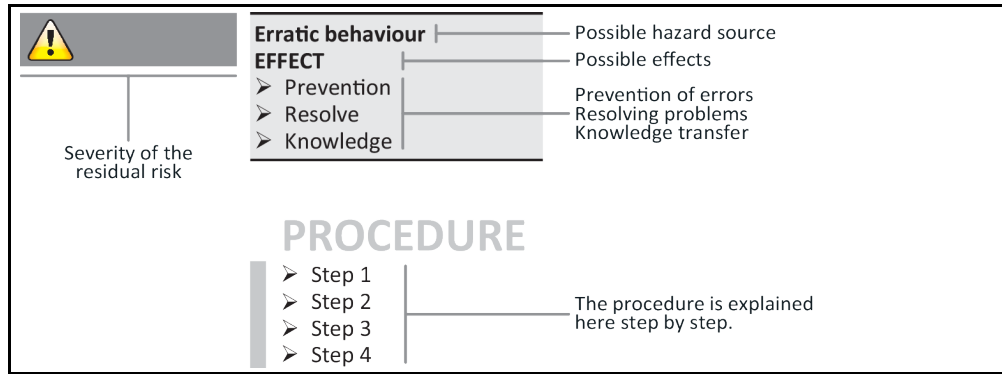 Erratic behaviour
Possible hazard source
EFFECT
Possible effects
➢ Prevention
➢ Resolve
➢ Knowledge
Prevention of errors
Resolving problems
Knowledge transfer
Severity of the
residual risk
PROCEDURE
➢ Step 1
➢ Step 2
➢ Step 3
➢ Step 4
The procedure is explained
here step by step.